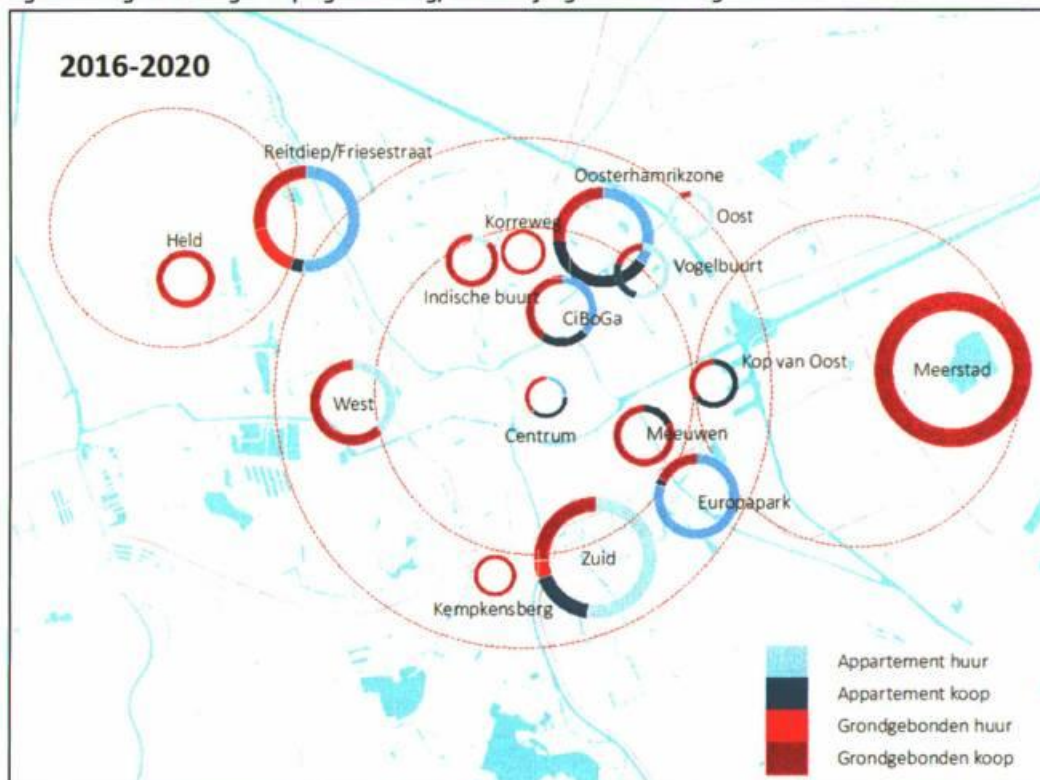 2016-2020
Reitdiep/Friesestraat
Oosterhamrikzone
Oost
Korreweg
Held
Vogelbuurt
Indische buurt
CiBoGa
Kop van Oost
Meerstad
West
Centrum
Meeuwen
Europapark
Zuid
Kempkensberg
Appartement huur
Appartement koop
Grondgebonden huur
Grondgebonden koop